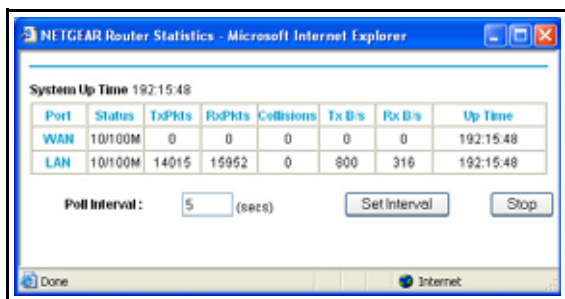 NETGEAR Router Statistics - Microsoft Internet Explorer
System Up Time 192:15:48
Port Status TxPkts RxPkts Collisions Tx B/s Rx B/s Up Time
WAN 10/100M 0 0 0 0 0 192:15:48
LAN 10/100M 14015 15952 0 800 316 192:15:48
Poll Interval : 5 (secs) Set Interval Stop
Done Internet